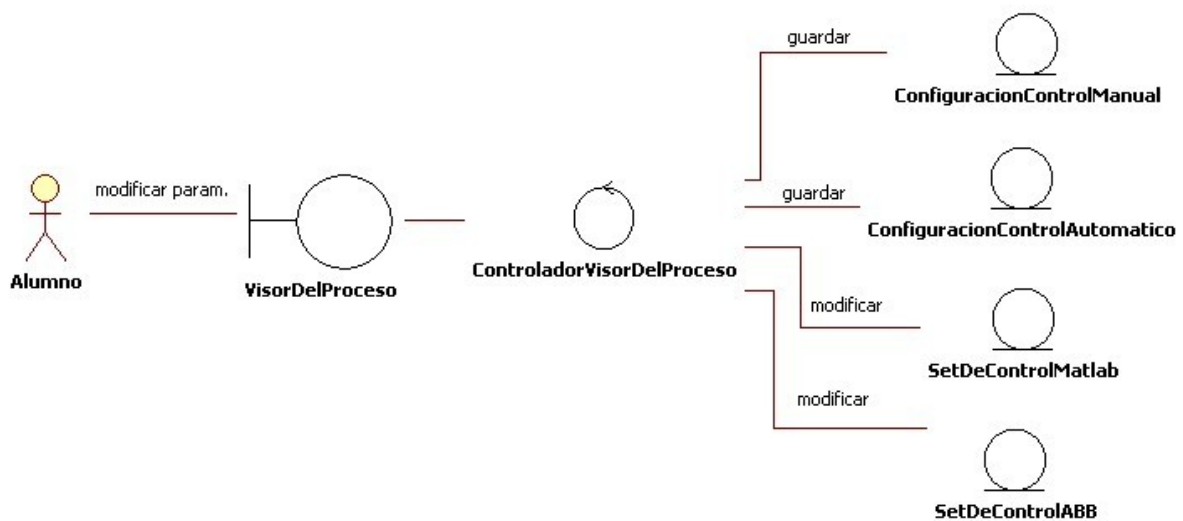 guardar
ConfiguracionControlManual
modificar param.
guardar
Alumno
VisorDelProceso
ControladorVisorDelProceso
ConfiguracionControlAutomatico
modificar
SetDeControlMatlab
modificar
SetDeControlABB